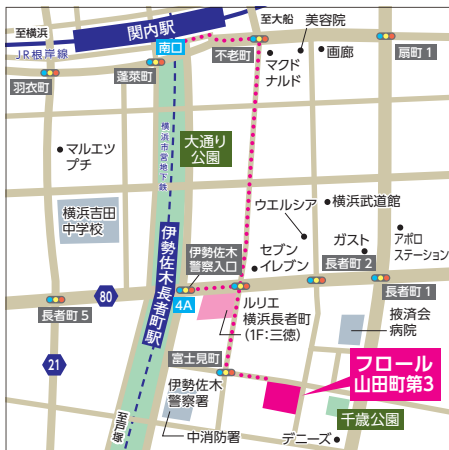 至横浜
関内駅
至大船
美容院
JR根岸線
南口
不老町
マクド
ナルド
画廊
扇町 1
羽衣町
蓬萊町
マルエツ
プチ
横浜市営地下鉄
大通り
公園
横浜吉田
中学校
ウエルシア
横浜武道館
伊勢佐木長者町駅
伊勢佐木
警察入口
セブン
イレブン
ガスト
長者町 2
アポロ
ステーション
長者町 1
80
長者町 5
4A
ルリエ
横浜長者町
(1F:三徳)
掖済会
病院
21
富士見町
フロール
山田町第3
伊勢佐木
警察署
千歳公園
至戸塚
中消防署
デニーズ